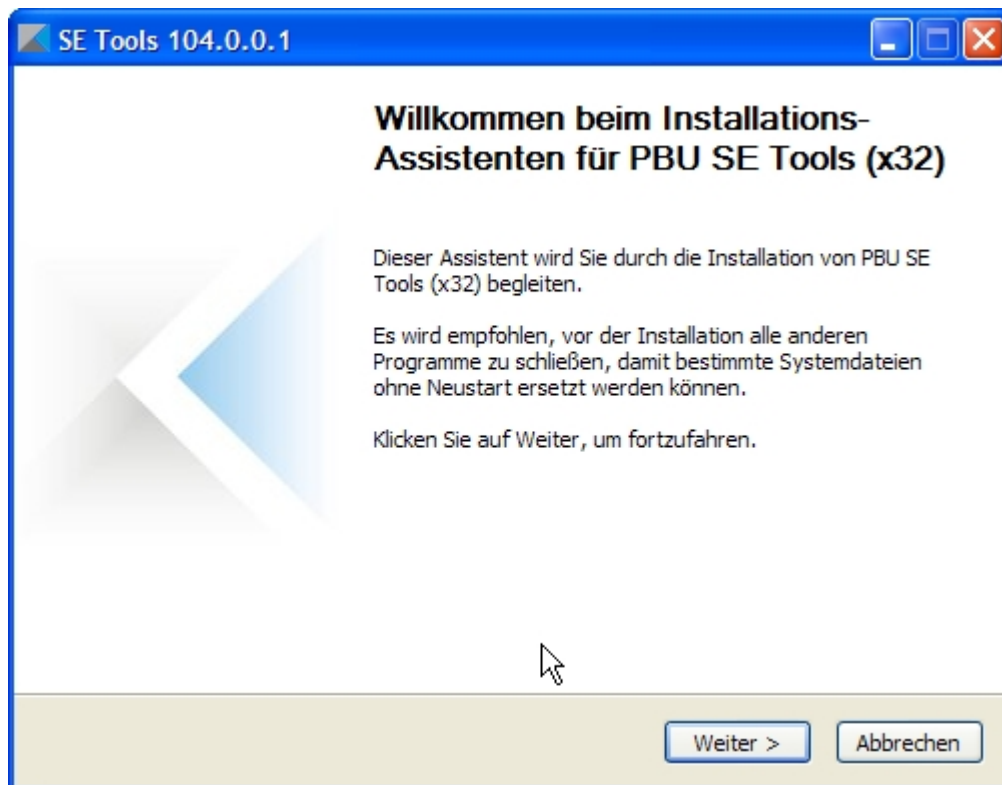 SE Tools 104.0.0.1
Willkommen beim Installations-
Assistenten für PBU SE Tools (x32)
Dieser Assistent wird Sie durch die Installation von PBU SE
Tools (x32) begleiten.
Es wird empfohlen, vor der Installation alle anderen
Programme zu schließen, damit bestimmte Systemdateien
ohne Neustart ersetzt werden können.
Klicken Sie auf Weiter, um fortzufahren.
Weiter >
Abbrechen